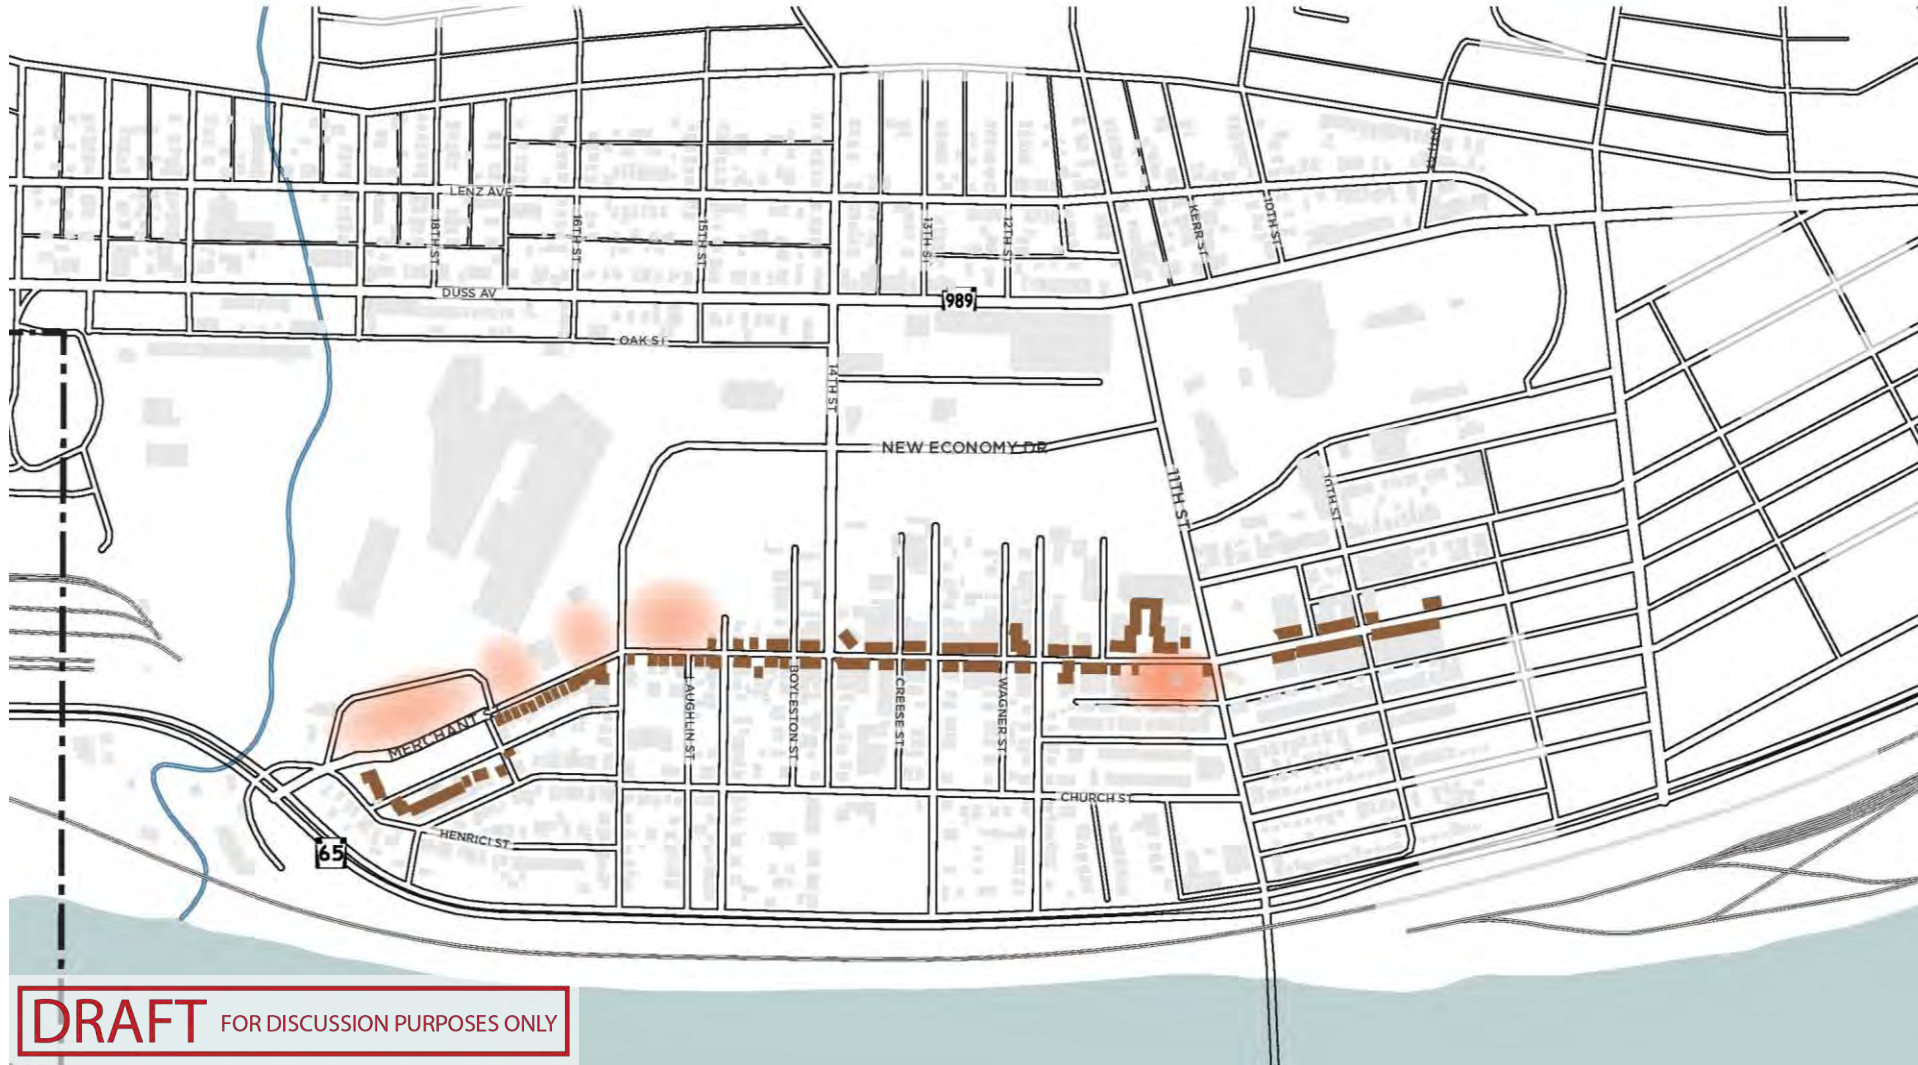 LENZ AVE
18TH ST
16TH ST
15TH ST
13TH ST
12TH ST
KERR ST
10TH ST
DUSS AV
989
OAK ST
14TH ST
NEW ECONOMY DR
11TH ST
10TH ST
MERCHANT
LAUGHLIN ST
BOYLESTON ST
CREESE ST
WAGNER ST
CHURCH ST
HENRICI ST
65
DRAFT FOR DISCUSSION PURPOSES ONLY